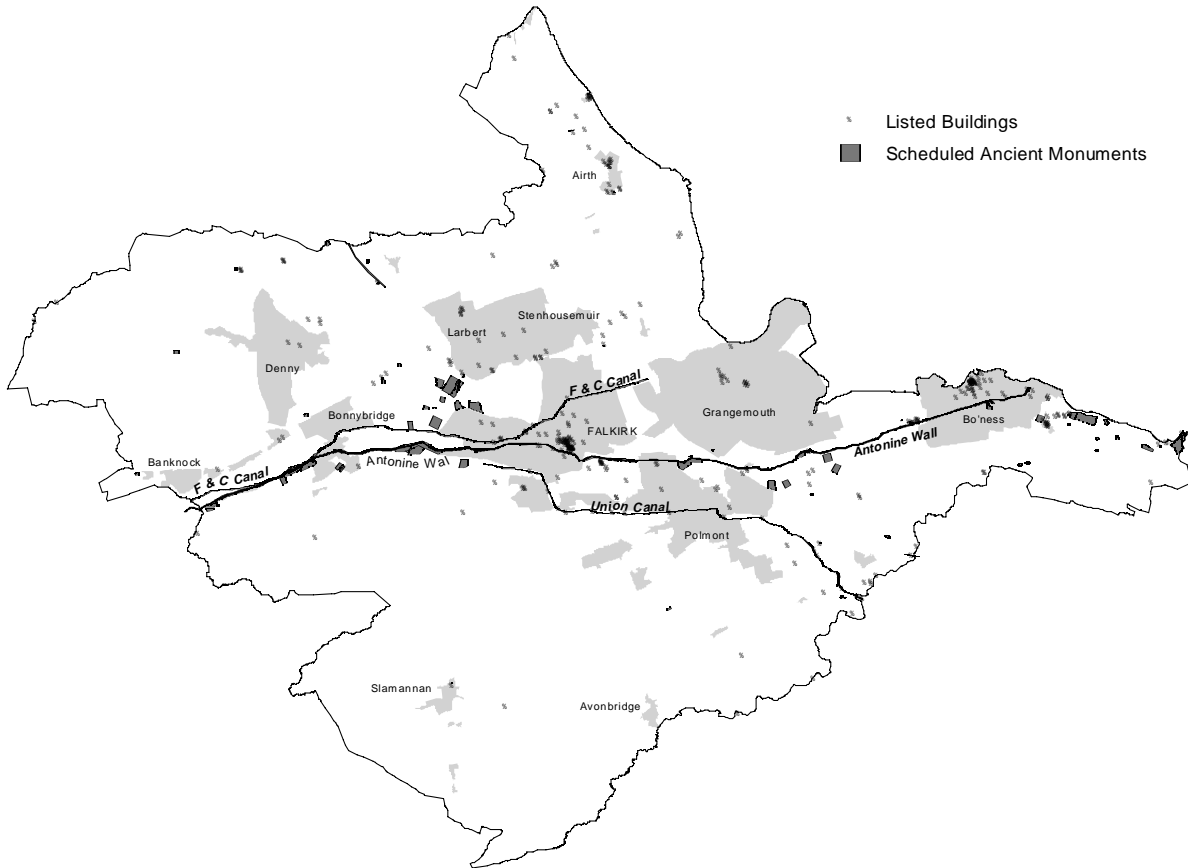 Listed Buildings
Scheduled Ancient Monuments
Airth
Stenhousemuir
Larbert
Denny
F & C Canal
Bonnybridge
Grangemouth
Bo'ness
FALKIRK
Antonine Wall
Banknock
Antonine Wal
F & C Canal
Union Canal
Polmont
Slamannan
Avonbridge